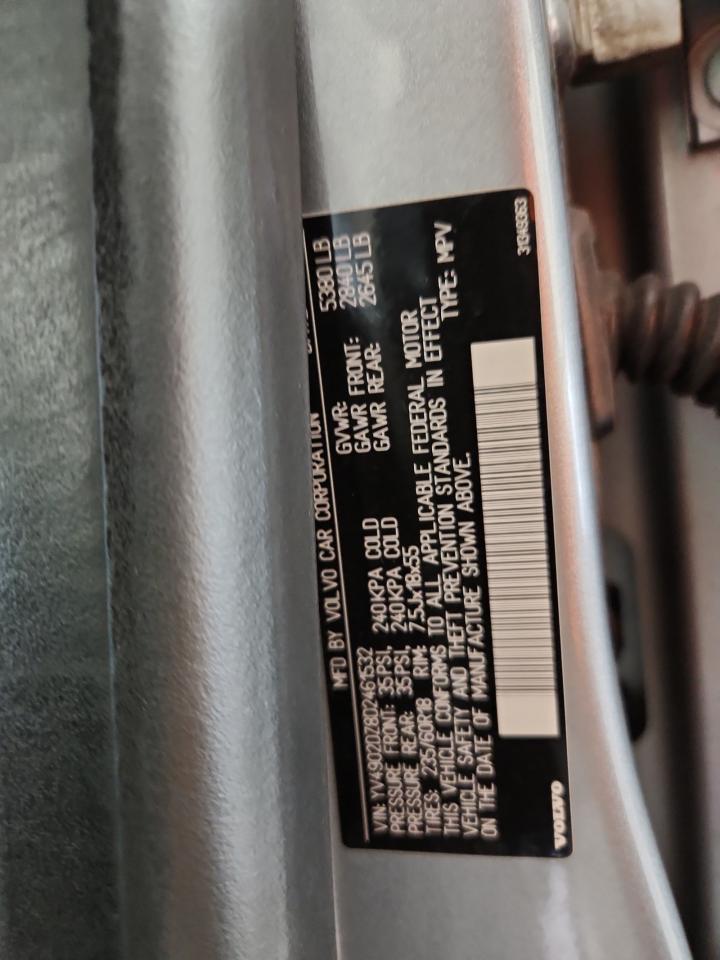 MFD BY VOLVO CAR CORPORATION
VIN: YV4902DZ8D2461532 GVWR: 5380 LB
PRESSURE FRONT: 35 PSI, 240 KPA COLD GAWR FRONT: 2840 LB
PRESSURE REAR: 35 PSI, 240 KPA COLD GAWR REAR: 2645 LB
TIRES: 235/60R18 RIM: 7.5Jx18x55
THIS VEHICLE CONFORMS TO ALL APPLICABLE FEDERAL MOTOR
VEHICLE SAFETY AND THEFT PREVENTION STANDARDS IN EFFECT
ON THE DATE OF MANUFACTURE SHOWN ABOVE. TYPE: MPV
VOLVO 31349363